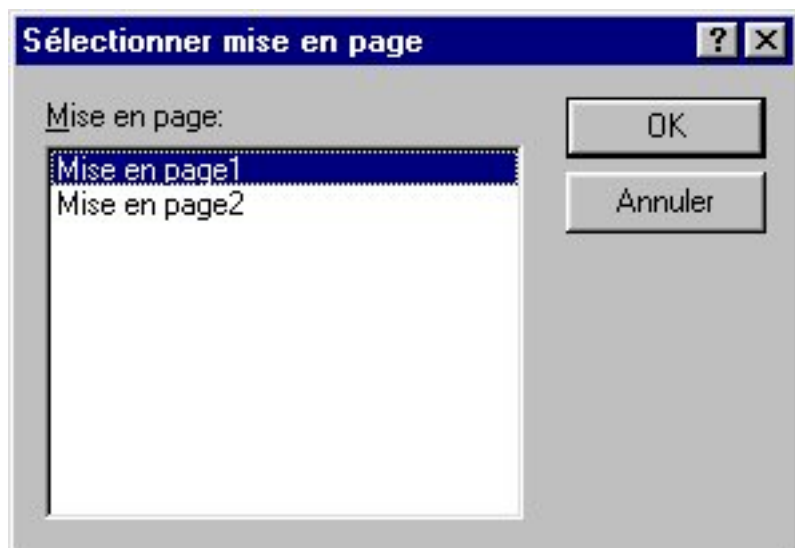 Sélectionner mise en page
Mise en page:
OK
Mise en page1
Mise en page2
Annuler